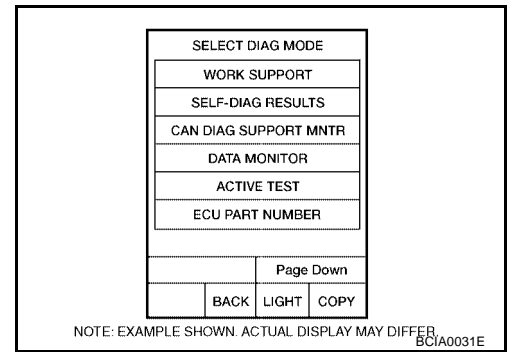 SELECT DIAG MODE
WORK SUPPORT
SELF-DIAG RESULTS
CAN DIAG SUPPORT MNTR
DATA MONITOR
ACTIVE TEST
ECU PART NUMBER
Page Down
BACK LIGHT COPY
NOTE: EXAMPLE SHOWN. ACTUAL DISPLAY MAY DIFFER.
BCIA0031E